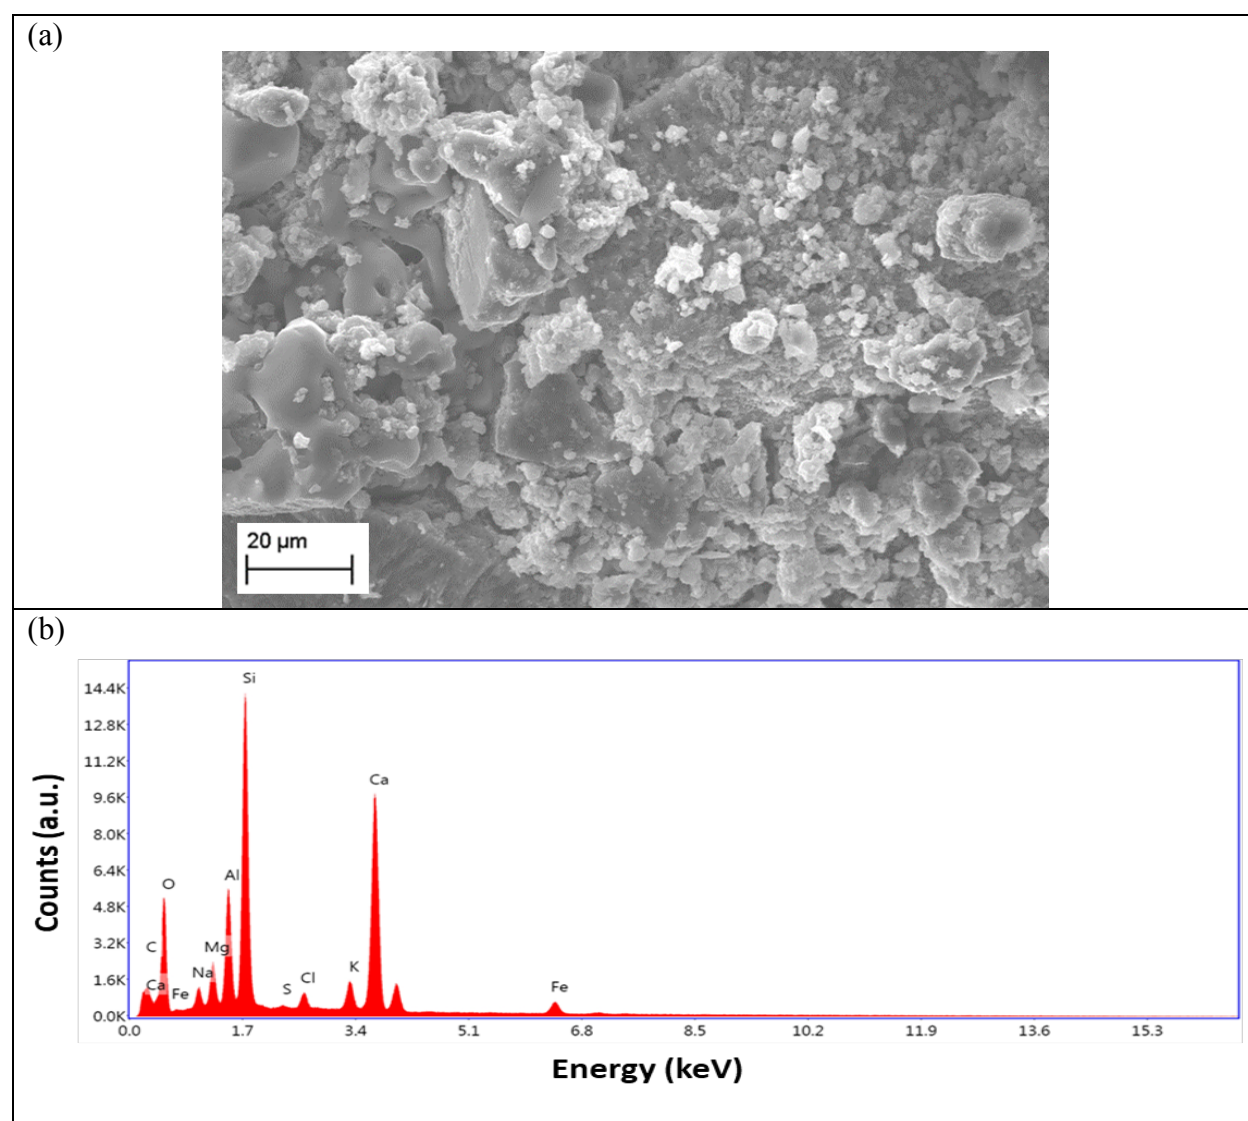 (a)
20 µm
(b)
Counts (a.u.)
14.4K
12.8K
11.2K
9.6K
8.0K
6.4K
4.8K
3.2K
1.6K
0.0K
Si
Ca
O
Al
C
Mg
Ca
Fe
Na
S
Cl
K
Fe
0.0 1.7 3.4 5.1 6.8 8.5 10.2 11.9 13.6 15.3
Energy (keV)